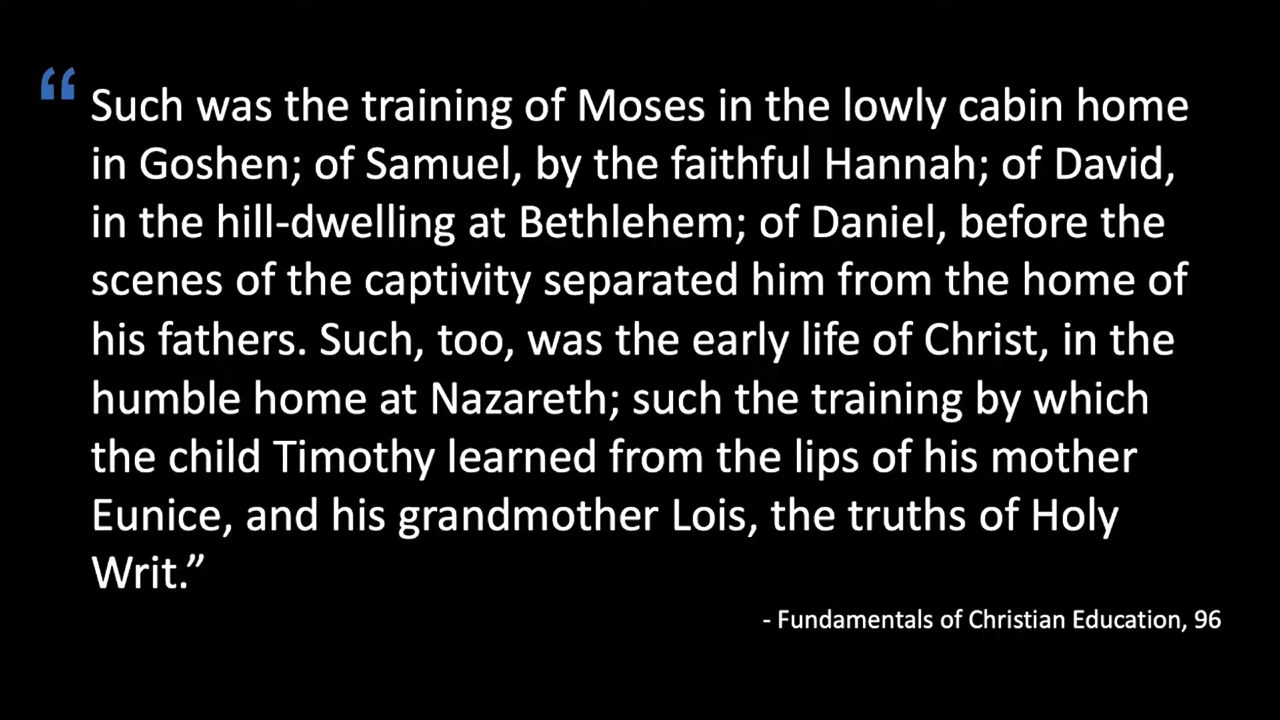 “ Such was the training of Moses in the lowly cabin home
in Goshen; of Samuel, by the faithful Hannah; of David,
in the hill-dwelling at Bethlehem; of Daniel, before the
scenes of the captivity separated him from the home of
his fathers. Such, too, was the early life of Christ, in the
humble home at Nazareth; such the training by which
the child Timothy learned from the lips of his mother
Eunice, and his grandmother Lois, the truths of Holy
Writ.”
- Fundamentals of Christian Education, 96